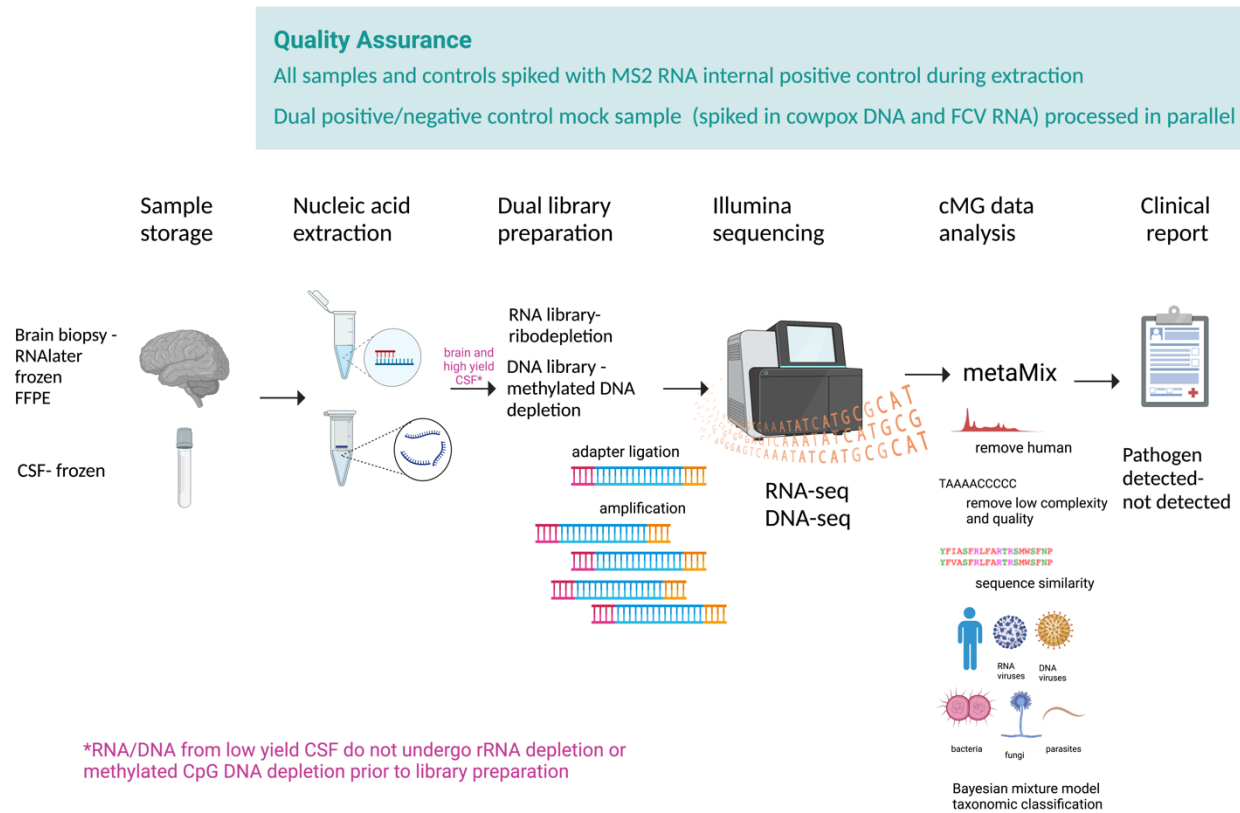 Quality Assurance
All samples and controls spiked with MS2 RNA internal positive control during extraction
Dual positive/negative control mock sample (spiked in cowpox DNA and FCV RNA) processed in parallel
Sample
storage
Nucleic acid
extraction
Dual library
preparation
Illumina
sequencing
cMG data
analysis
Clinical
report
Brain biopsy -
RNAlater
frozen
FFPE
CSF- frozen
brain and
high yield
CSF*
RNA library-
ribodepletion
DNA library -
methylated DNA
depletion
adapter ligation
amplification
RNA-seq
DNA-seq
metaMix
remove human
TAAAACCCCC
remove low complexity
and quality
YFIASFRLFARTRSMWSFNP
YFVASFRLFARTRSMWSFNP
sequence similarity
RNA
viruses
DNA
viruses
bacteria
fungi
parasites
Bayesian mixture model
taxonomic classification
Pathogen
detected-
not detected
*RNA/DNA from low yield CSF do not undergo rRNA depletion or
methylated CpG DNA depletion prior to library preparation